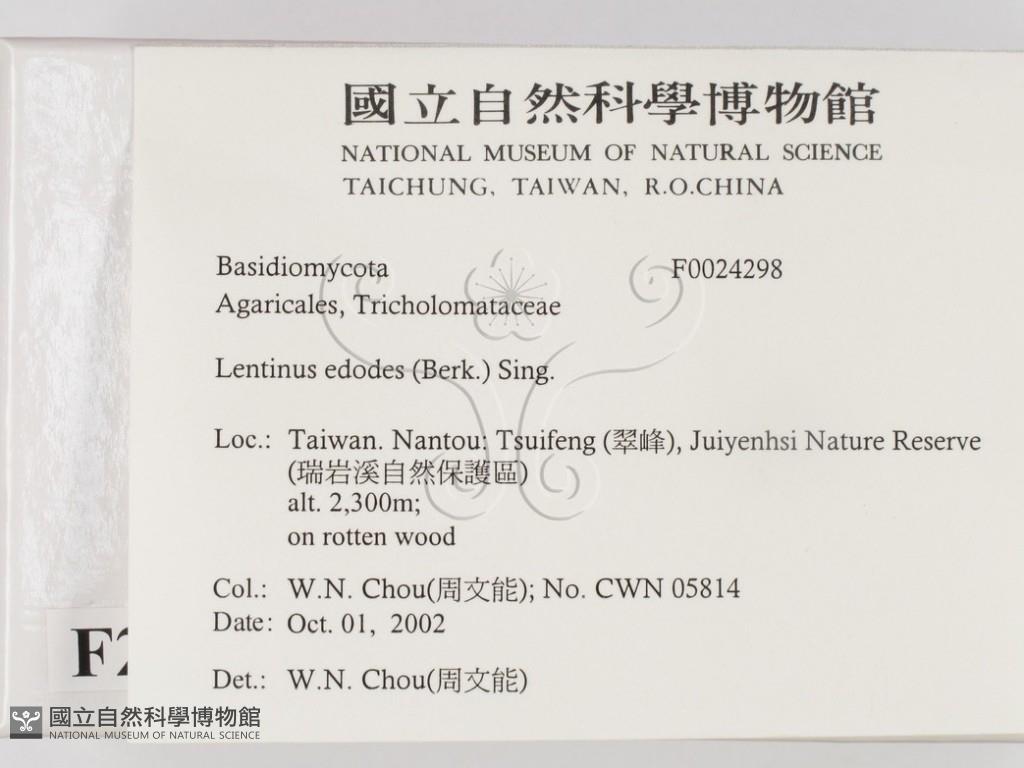 國立自然科學博物館
NATIONAL MUSEUM OF NATURAL SCIENCE
TAICHUNG, TAIWAN, R.O.CHINA
Basidiomycota F0024298
Agaricales, Tricholomataceae
Lentinus edodes (Berk.) Sing.
Loc.: Taiwan. Nantou: Tsuifeng (翠峰), Juiyenhsi Nature Reserve
(瑞岩溪自然保護區)
alt. 2,300m;
on rotten wood
Col.: W.N. Chou(周文能); No. CWN 05814
Date: Oct. 01, 2002
Det.: W.N. Chou(周文能)
F2
國立自然科學博物館
NATIONAL MUSEUM OF NATURAL SCIENCE